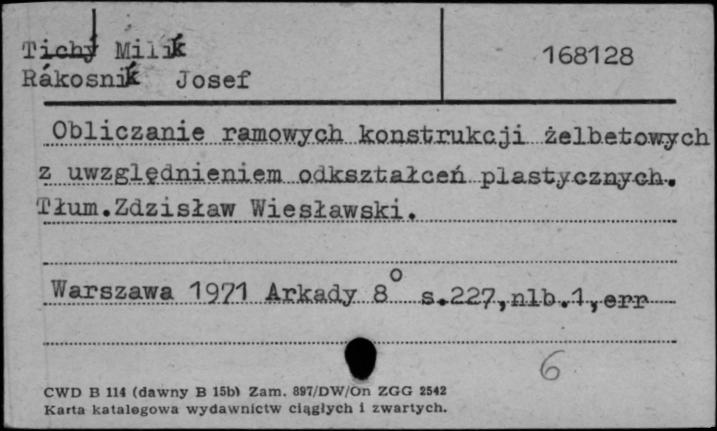 Tichý Milík
168128
Rákosník Josef
Obliczanie ramowych konstrukcji żelbetowych
z uwzględnieniem odkształceń plastycznych.
Tłum.Zdzisław Wiesławski.
Warszawa 1971 Arkady 8° s.227,nlb.1,err
6
CWD B 114 (dawny B 15b) Zam. 897/DW/On ZGG 2542
Karta katalogowa wydawnictw ciągłych i zwartych.